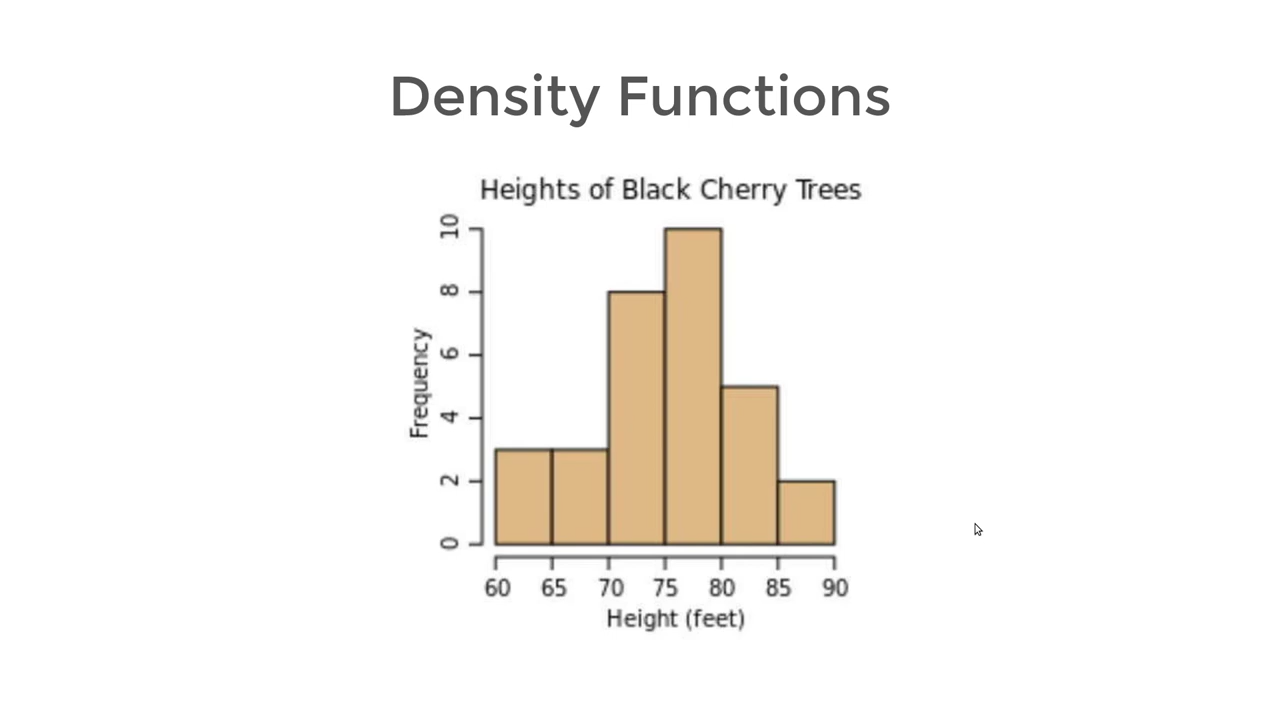 Density Functions
Heights of Black Cherry Trees
Frequency
10
8
6
4
2
0
60 65 70 75 80 85 90
Height (feet)